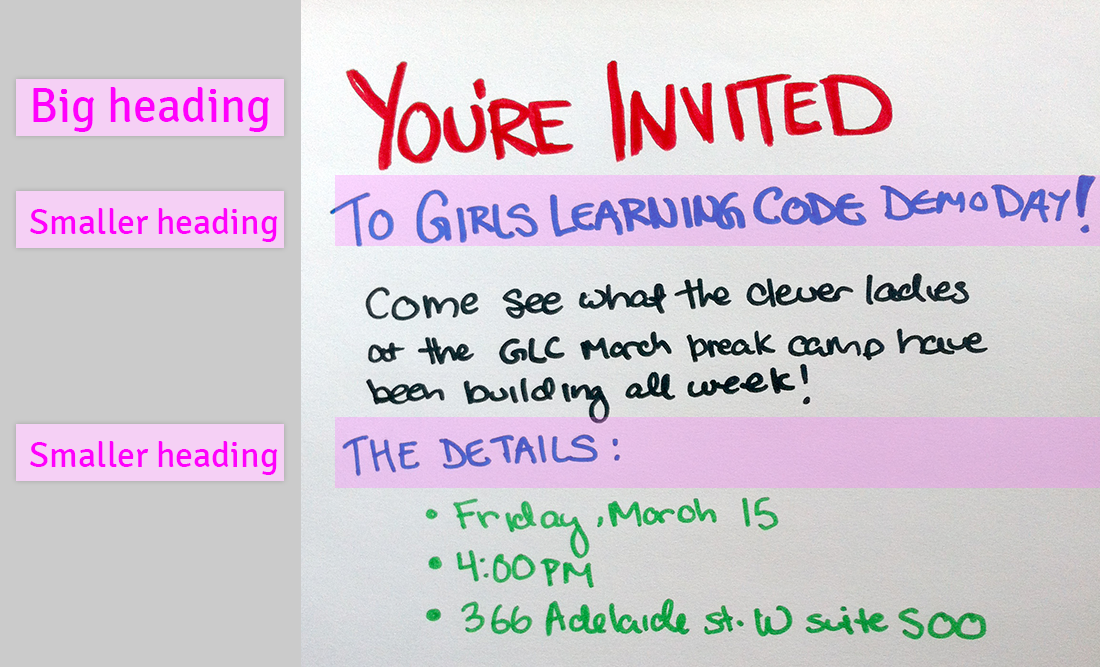 Big heading
YOU'RE INVITED
Smaller heading
TO GIRLS LEARNING CODE DEMO DAY!
Come see what the clever ladies
at the GLC March break camp have
been building all week!
Smaller heading
THE DETAILS:
• Friday, March 15
• 4:00 PM
• 366 Adelaide st. W suite 500